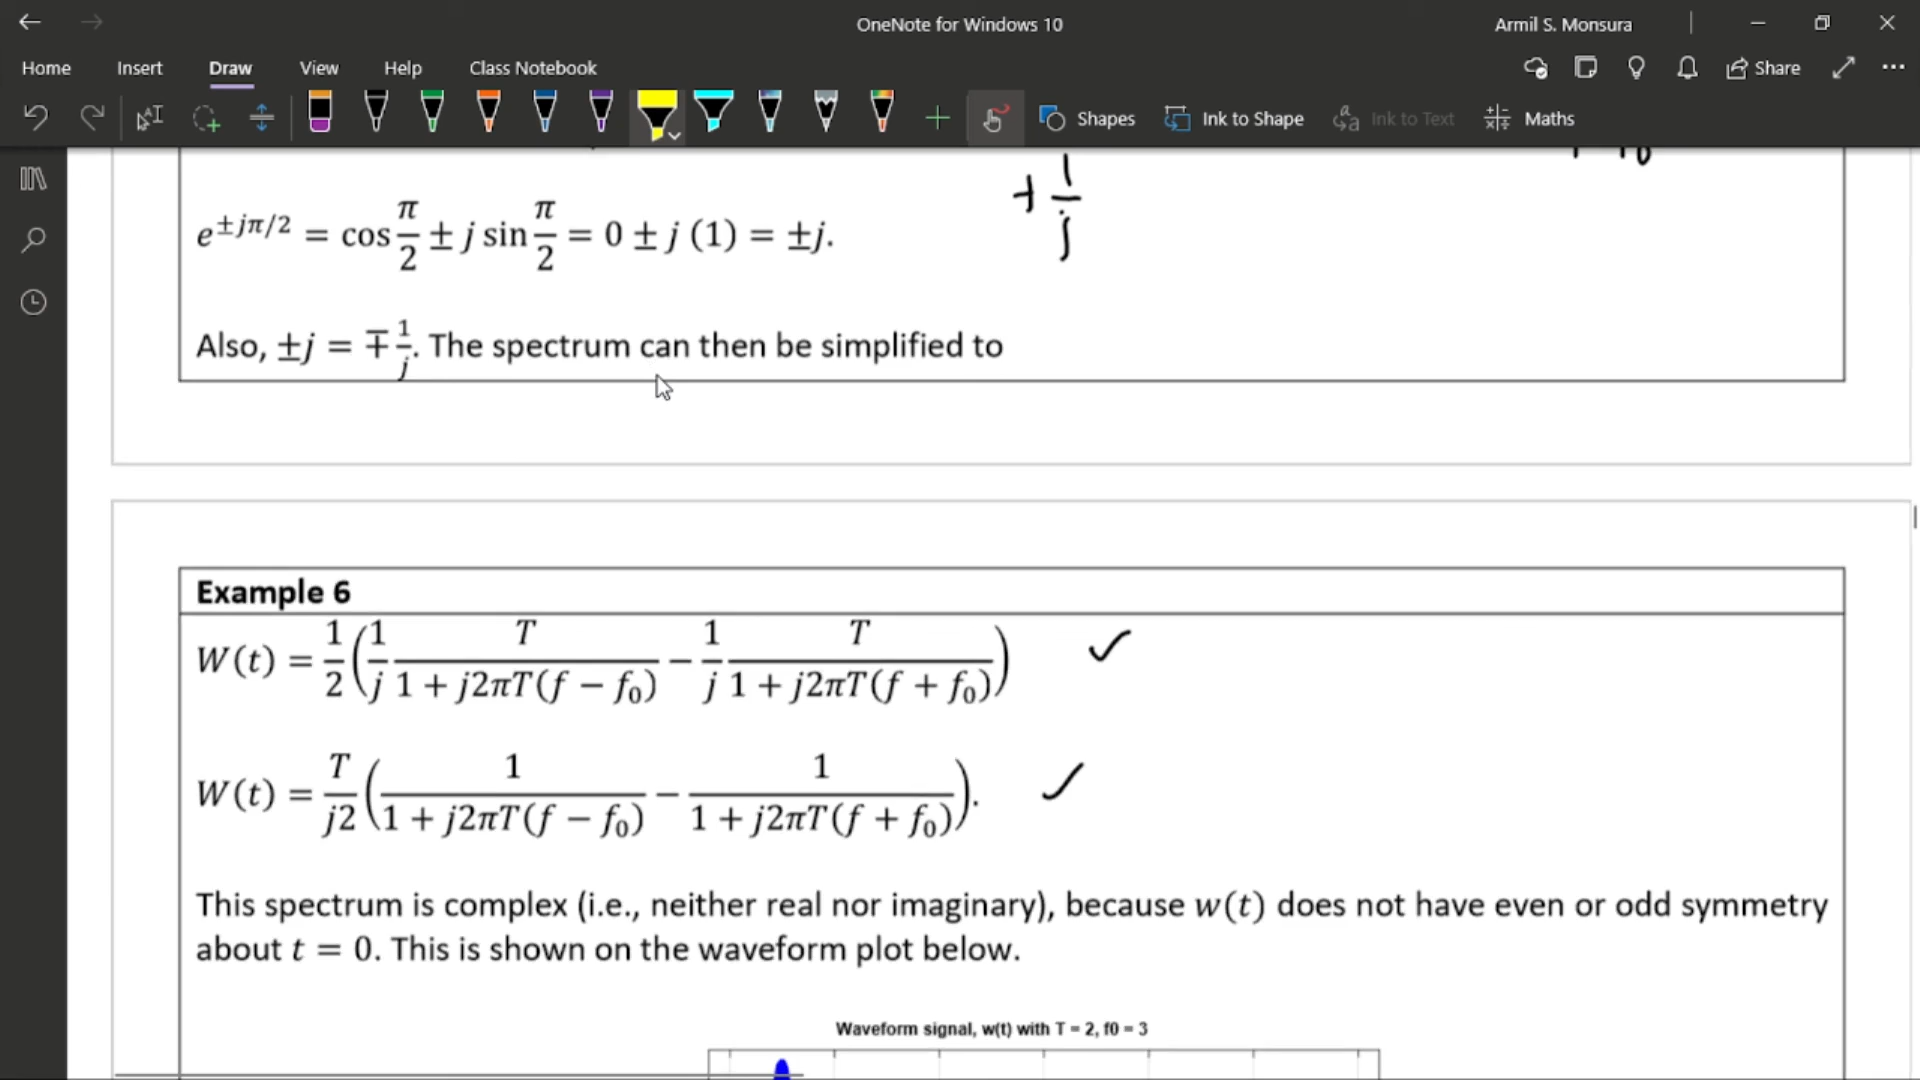 OneNote for Windows 10
Armil S. Monsura
Home Insert Draw View Help Class Notebook
Share
Shapes Ink to Shape Ink to Text Maths
+ 1/j
e^{±jπ/2} = cos π/2 ± j sin π/2 = 0 ± j (1) = ±j.
Also, ±j = ∓ 1/j. The spectrum can then be simplified to
Example 6
W(t) = 1/2 ( 1/j T/(1 + j2πT(f − f₀)) − 1/j T/(1 + j2πT(f + f₀)) )
W(t) = T/j2 ( 1/(1 + j2πT(f − f₀)) − 1/(1 + j2πT(f + f₀)) ).
This spectrum is complex (i.e., neither real nor imaginary), because w(t) does not have even or odd symmetry
about t = 0. This is shown on the waveform plot below.
Waveform signal, w(t) with T = 2, f0 = 3